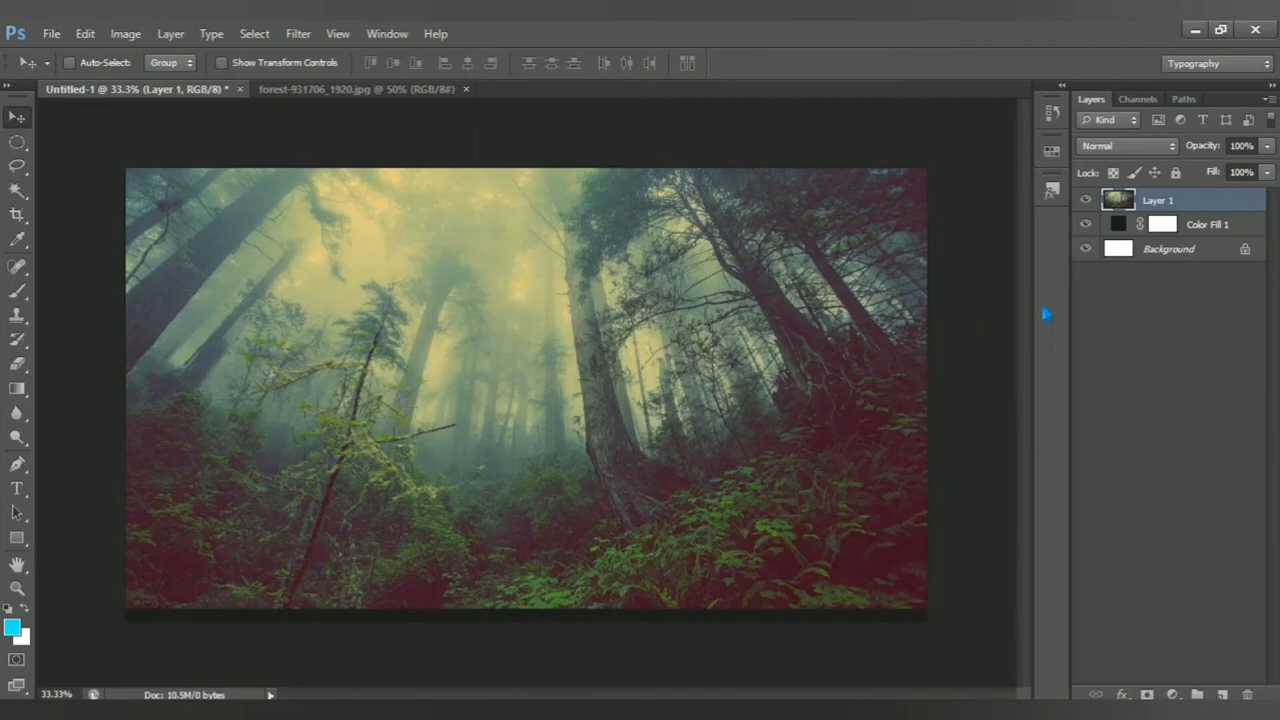 Ps File Edit Image Layer Type Select Filter View Window Help
Auto-Select: Group Show Transform Controls Typography
Untitled-1 @ 33.3% (Layer 1, RGB/8) * × forest-931706_1920.jpg @ 50% (RGB/8#) ×
Layers Channels Paths
Kind T
Normal Opacity: 100%
Lock: Fill: 100%
Layer 1
Color Fill 1
Background
T
33.33% Doc: 10.5M/0 bytes
fx